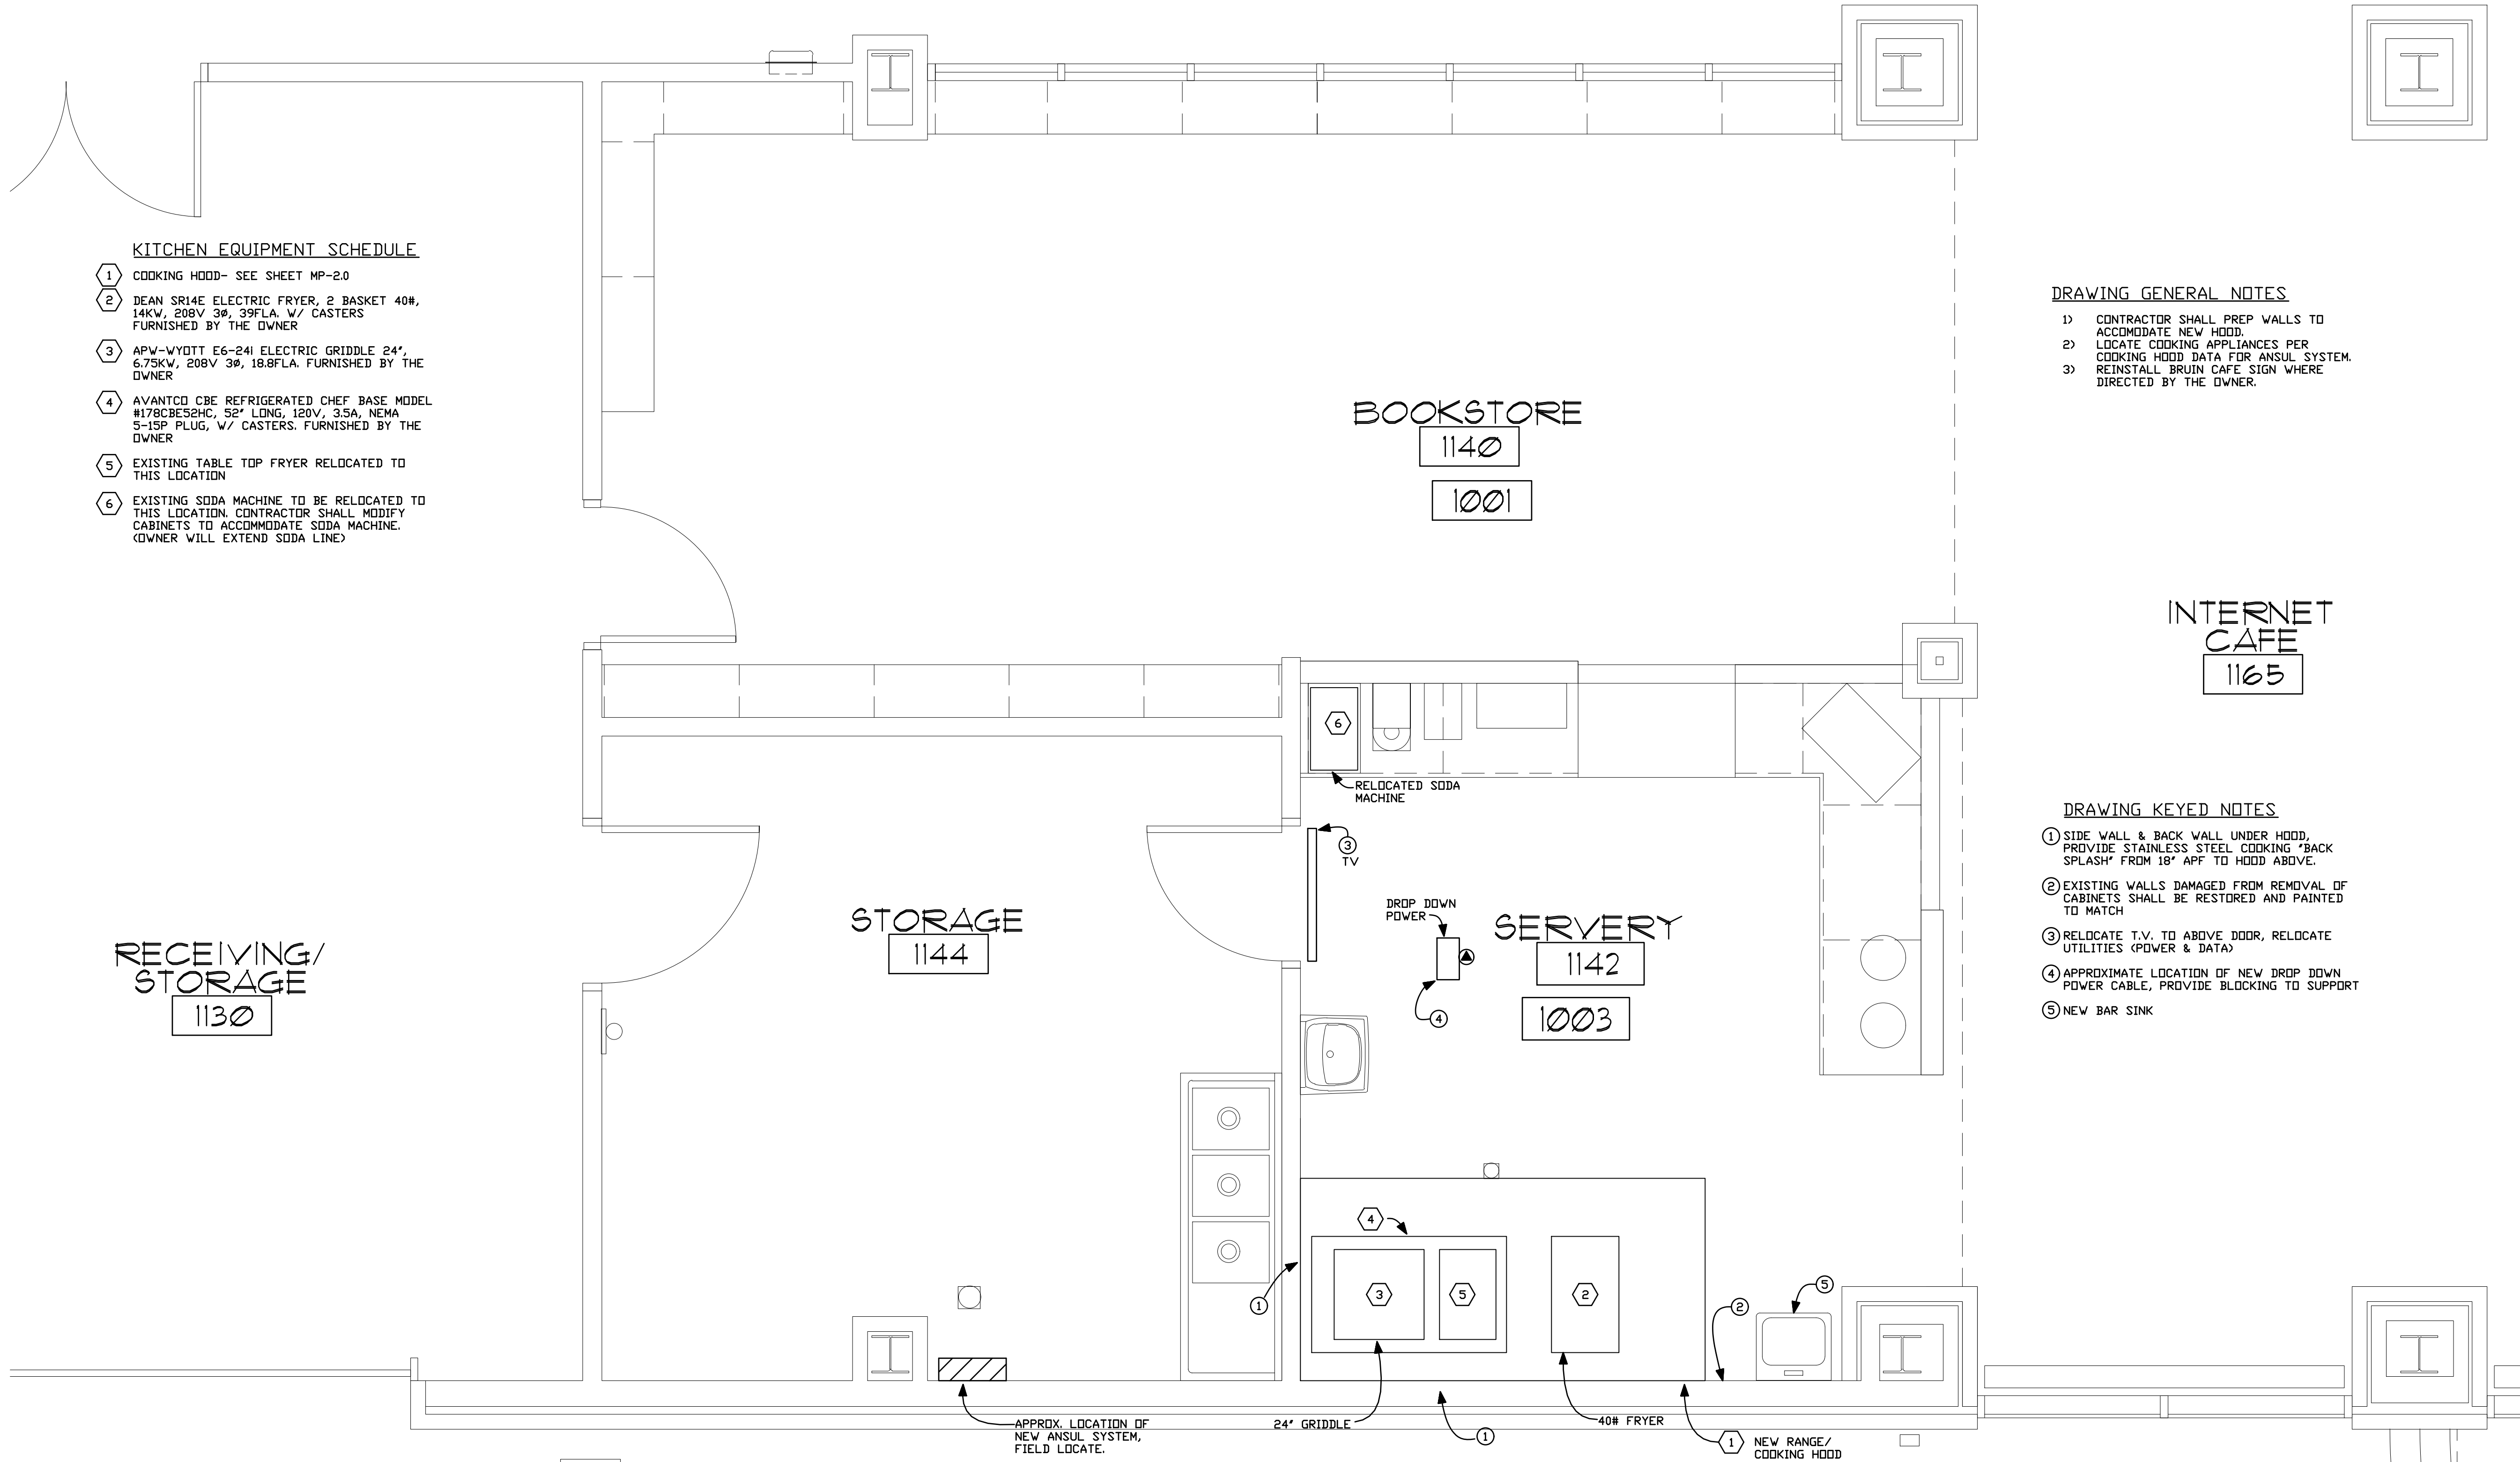 KITCHEN EQUIPMENT SCHEDULE
1 COOKING HOOD- SEE SHEET MP-2.0
2 DEAN SR14E ELECTRIC FRYER, 2 BASKET 40#,
14KW, 208V 3Ø, 39FLA. W/ CASTERS
FURNISHED BY THE OWNER
3 APW-WYOTT E6-24I ELECTRIC GRIDDLE 24",
6.75KW, 208V 3Ø, 18.8FLA. FURNISHED BY THE
OWNER
4 AVANTCO CBE REFRIGERATED CHEF BASE MODEL
#178CBE52HC, 52" LONG, 120V, 3.5A, NEMA
5-15P PLUG, W/ CASTERS. FURNISHED BY THE
OWNER
5 EXISTING TABLE TOP FRYER RELOCATED TO
THIS LOCATION
6 EXISTING SODA MACHINE TO BE RELOCATED TO
THIS LOCATION. CONTRACTOR SHALL MODIFY
CABINETS TO ACCOMMODATE SODA MACHINE.
(OWNER WILL EXTEND SODA LINE)
DRAWING GENERAL NOTES
1) CONTRACTOR SHALL PREP WALLS TO
ACCOMODATE NEW HOOD.
2) LOCATE COOKING APPLIANCES PER
COOKING HOOD DATA FOR ANSUL SYSTEM.
3) REINSTALL BRUIN CAFE SIGN WHERE
DIRECTED BY THE OWNER.
BOOKSTORE
1140
1001
INTERNET
CAFE
1165
6
RELOCATED SODA
MACHINE
3
TV
DROP DOWN
POWER
4
SERVERY
1142
1003
STORAGE
1144
RECEIVING/
STORAGE
1130
DRAWING KEYED NOTES
1 SIDE WALL & BACK WALL UNDER HOOD,
PROVIDE STAINLESS STEEL COOKING "BACK
SPLASH" FROM 18" APF TO HOOD ABOVE.
2 EXISTING WALLS DAMAGED FROM REMOVAL OF
CABINETS SHALL BE RESTORED AND PAINTED
TO MATCH
3 RELOCATE T.V. TO ABOVE DOOR, RELOCATE
UTILITIES (POWER & DATA)
4 APPROXIMATE LOCATION OF NEW DROP DOWN
POWER CABLE, PROVIDE BLOCKING TO SUPPORT
5 NEW BAR SINK
4
3
5
2
1
2
5
APPROX. LOCATION OF
NEW ANSUL SYSTEM,
FIELD LOCATE.
24" GRIDDLE
1
40# FRYER
1 NEW RANGE/
COOKING HOOD